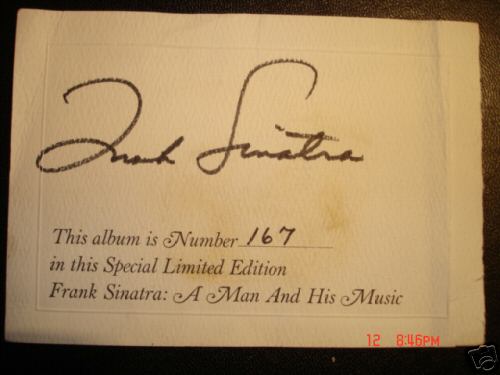 Frank Sinatra
This album is Number 167
in this Special Limited Edition
Frank Sinatra: A Man And His Music
12 8:46PM